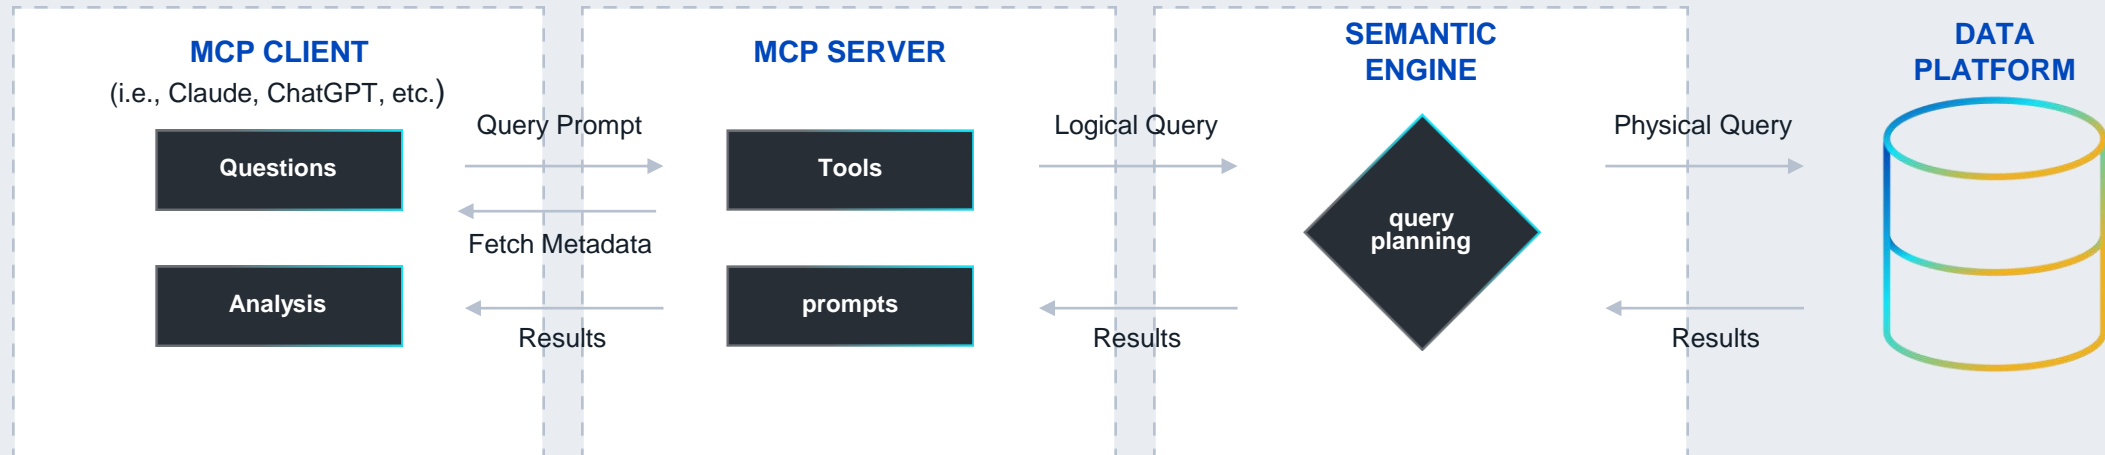 MCP CLIENT
(i.e., Claude, ChatGPT, etc.)
Questions
Analysis
Query Prompt
Fetch Metadata
Results
MCP SERVER
Tools
prompts
Logical Query
Results
SEMANTIC
ENGINE
query
planning
Physical Query
Results
DATA
PLATFORM